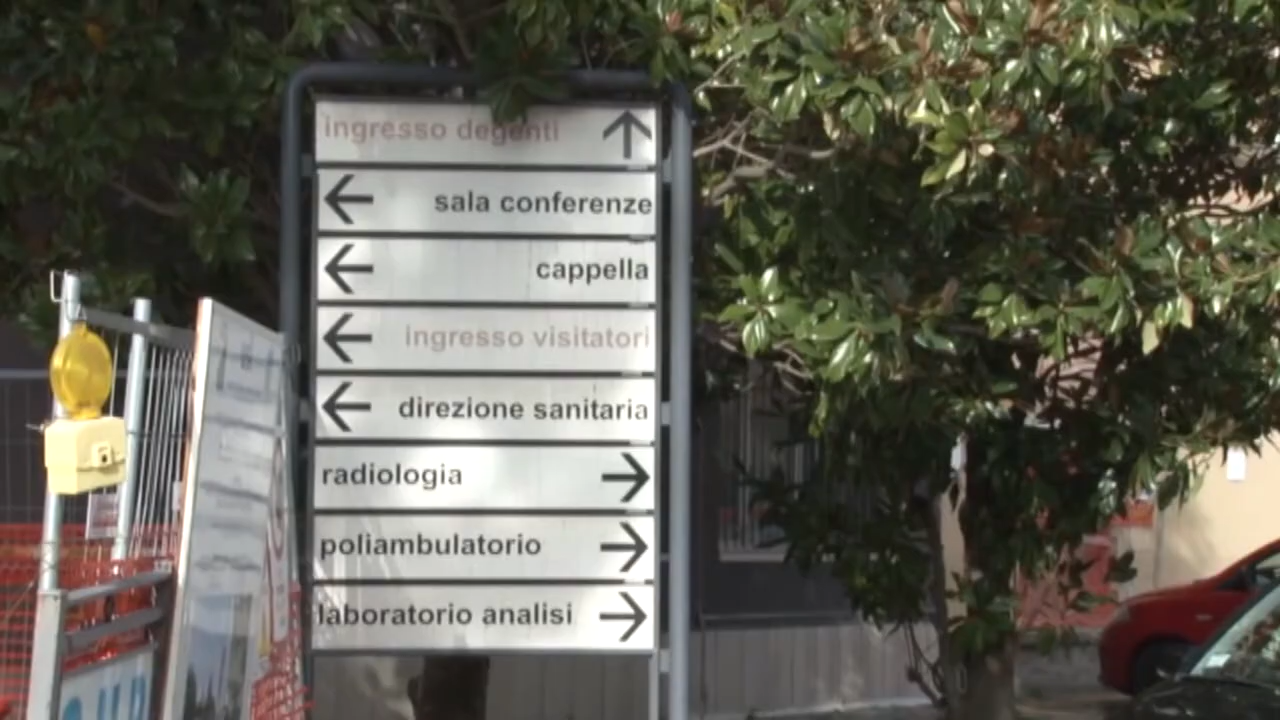 ingresso degenti
sala conferenze
cappella
ingresso visitatori
direzione sanitaria
radiologia
poliambulatorio
laboratorio analisi